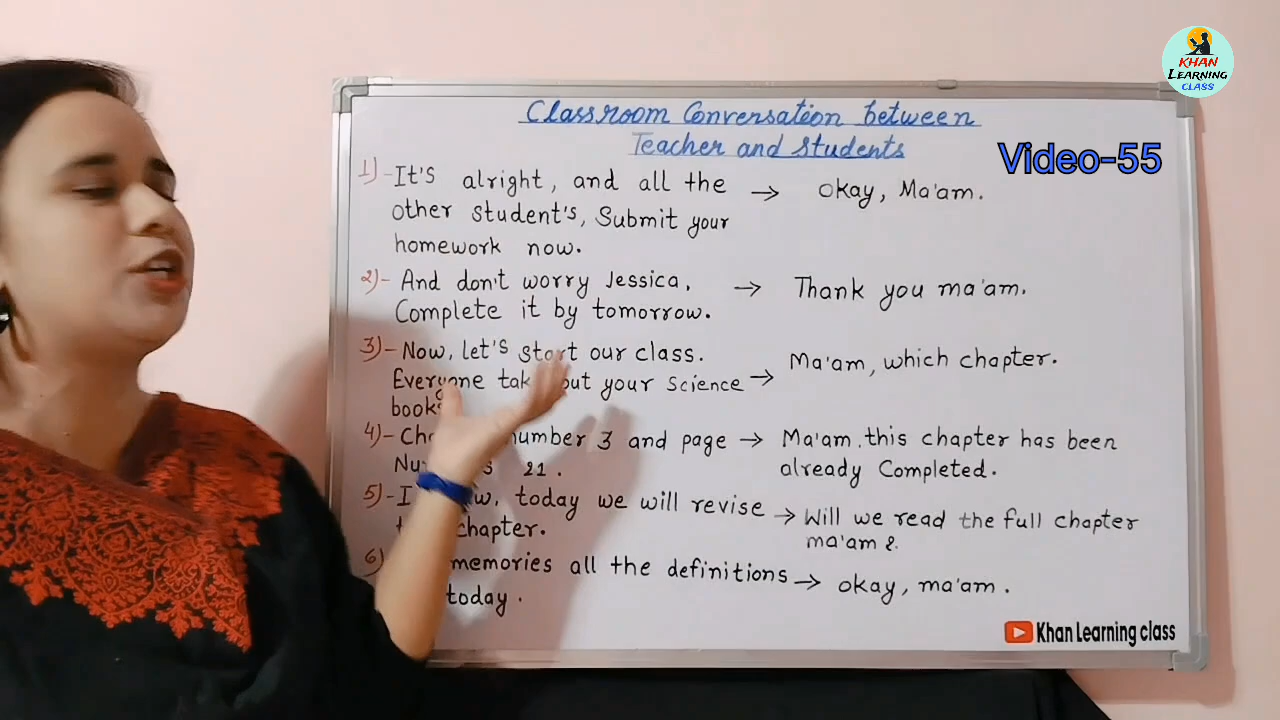 KHAN
LEARNING
CLASS
Classroom Conversation between
Teacher and Students
Video-55
1)- It's alright, and all the → okay, Ma'am.
other student's, Submit your
homework now.
2)- And don't worry Jessica, → Thank you ma'am.
Complete it by tomorrow.
3)- Now, let's start our class.
Everyone out your Science → Ma'am, which chapter.
book
4)- number 3 and page → Ma'am. this chapter has been
21. already Completed.
5)- I today we will revise → Will we read the full chapter
chapter. ma'am &.
6) memories all the definitions → okay, ma'am.
today.
Khan Learning class